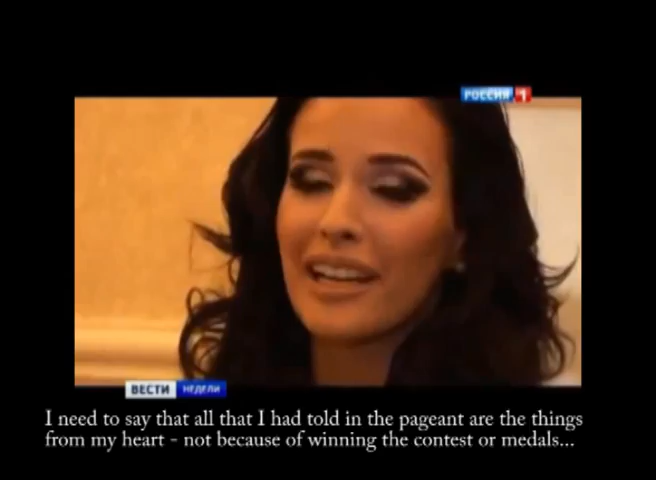 РОССИЯ 1
ВЕСТИ НЕДЕЛИ
I need to say that all that I had told in the pageant are the things
from my heart - not because of winning the contest or medals...